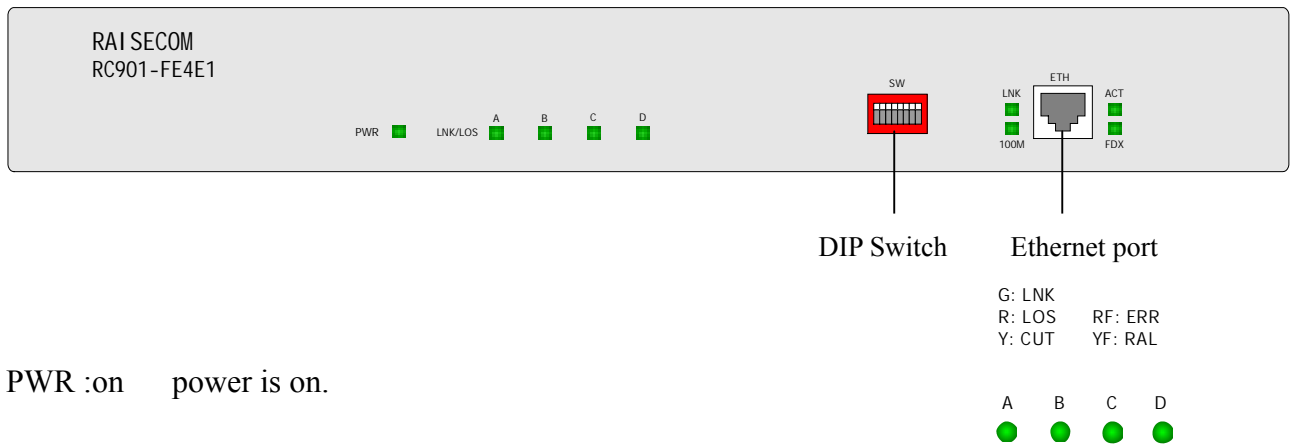 RAISECOM
RC901-FE4E1
SW
ETH
LNK ACT
A B C D
PWR LNK/LOS
100M FDX
DIP Switch Ethernet port
G: LNK
R: LOS RF: ERR
Y: CUT YF: RAL
PWR :on power is on.
A B C D